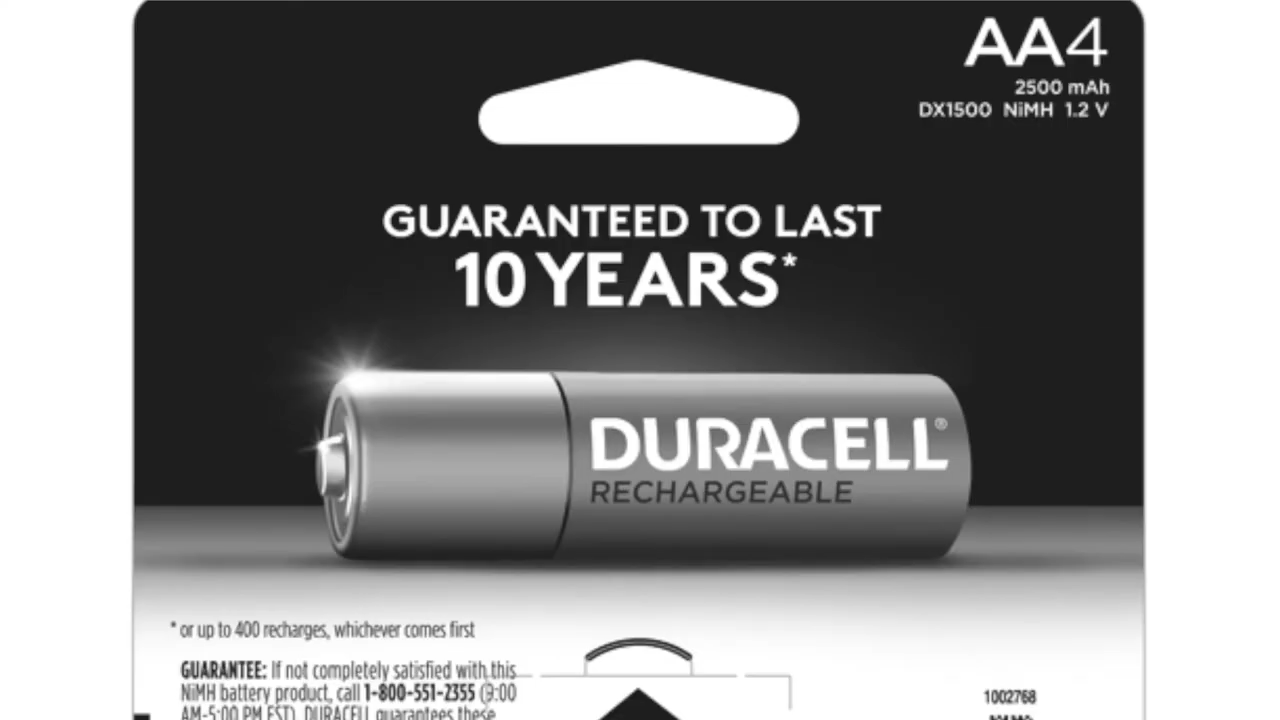 AA4
2500 mAh
DX1500 NiMH 1.2 V
GUARANTEED TO LAST
10 YEARS*
DURACELL®
RECHARGEABLE
* or up to 400 recharges, whichever comes first
GUARANTEE: If not completely satisfied with this
NiMH battery product, call 1-800-551-2355 (9:00
AM-5:00 PM EST). DURACELL guarantees these
1002768